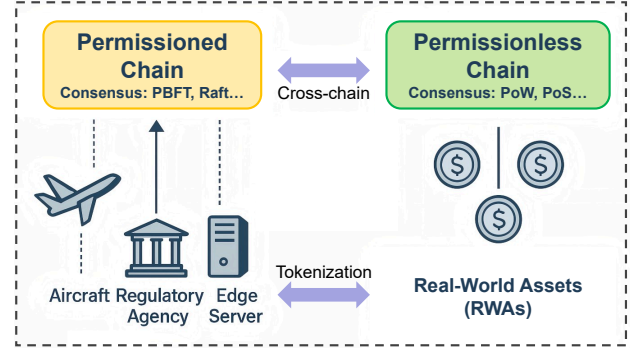 Permissioned
Chain
Consensus: PBFT, Raft...
Cross-chain
Permissionless
Chain
Consensus: PoW, PoS...
$
$
$
Aircraft
Regulatory
Agency
Edge
Server
Tokenization
Real-World Assets
(RWAs)